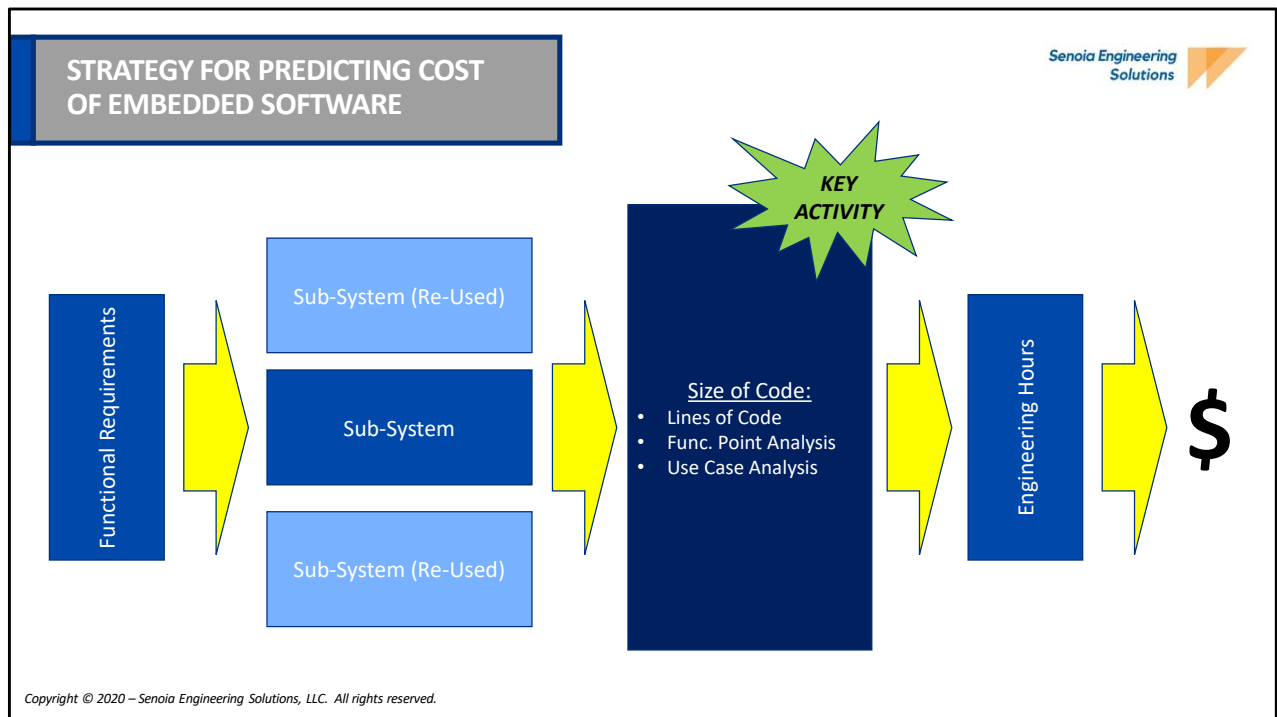 STRATEGY FOR PREDICTING COST
OF EMBEDDED SOFTWARE
Senoia Engineering
Solutions
KEY
ACTIVITY
Functional Requirements
Sub-System (Re-Used)
Sub-System
Sub-System (Re-Used)
Size of Code:
• Lines of Code
• Func. Point Analysis
• Use Case Analysis
Engineering Hours
$
Copyright © 2020 – Senoia Engineering Solutions, LLC. All rights reserved.